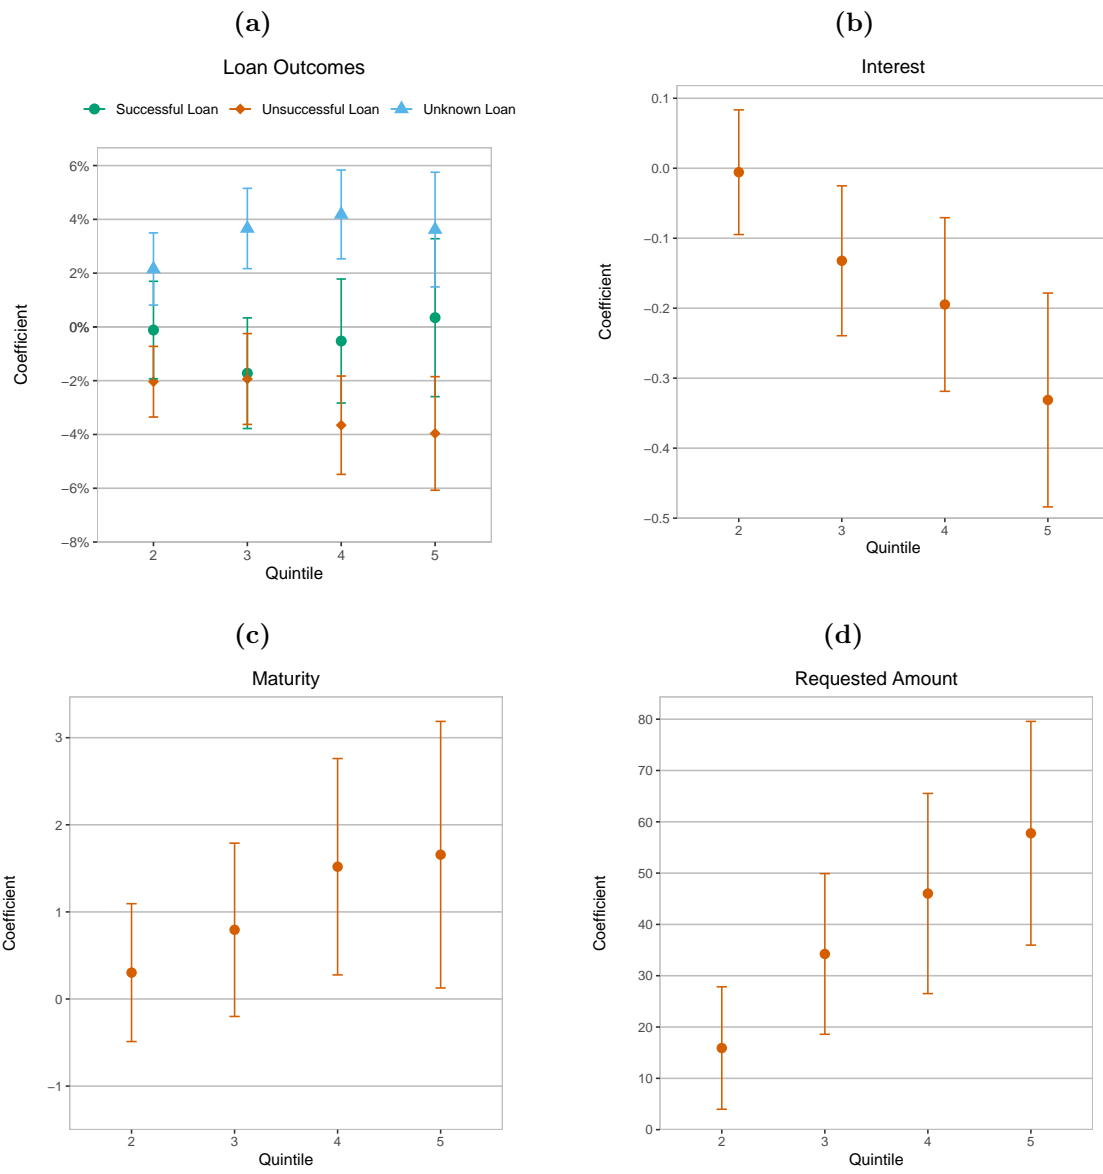 (a)
Loan Outcomes
Successful Loan Unsuccessful Loan Unknown Loan
6%
4%
2%
0%
−2%
−4%
−6%
−8%
Coefficient
2 3 4 5
Quintile
(b)
Interest
0.1
0.0
−0.1
−0.2
−0.3
−0.4
−0.5
Coefficient
2 3 4 5
Quintile
(c)
Maturity
3
2
1
0
−1
Coefficient
2 3 4 5
Quintile
(d)
Requested Amount
80
70
60
50
40
30
20
10
0
Coefficient
2 3 4 5
Quintile